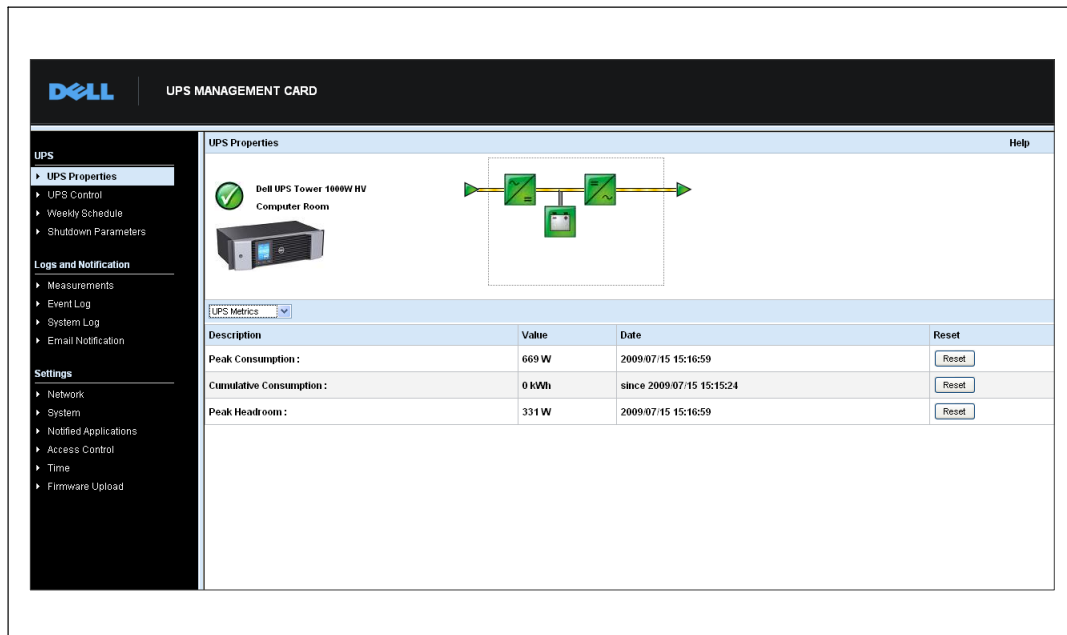 DELL
UPS MANAGEMENT CARD
UPS
UPS Properties
UPS Control
Weekly Schedule
Shutdown Parameters
Logs and Notification
Measurements
Event Log
System Log
Email Notification
Settings
Network
System
Notified Applications
Access Control
Time
Firmware Upload
UPS Properties Help
Dell UPS Tower 1000W HV
Computer Room
UPS Metrics
Description Value Date Reset
Peak Consumption : 669 W 2009/07/15 15:16:59 Reset
Cumulative Consumption : 0 kWh since 2009/07/15 15:15:24 Reset
Peak Headroom : 331 W 2009/07/15 15:16:59 Reset